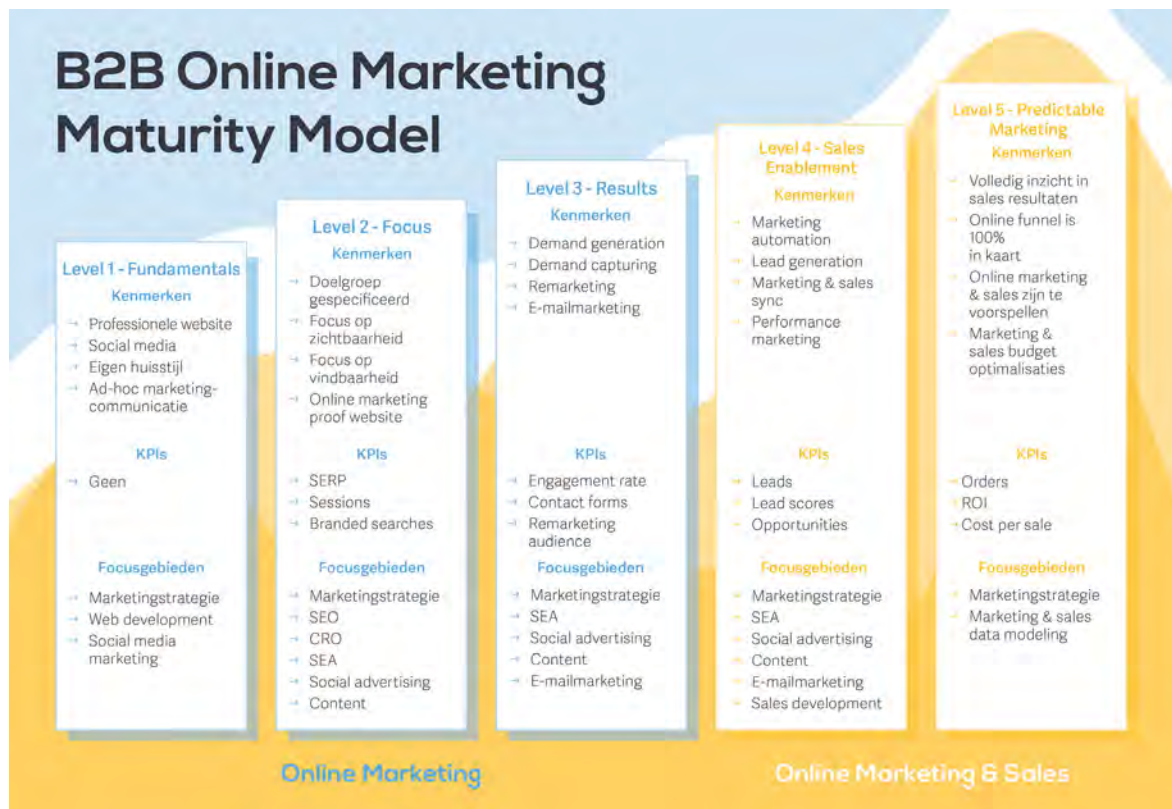 B2B Online Marketing
Maturity Model
Level 1 - Fundamentals
Kenmerken
→ Professionele website
→ Social media
→ Eigen huisstijl
→ Ad-hoc marketing-
communicatie
KPIs
→ Geen
Focusgebieden
→ Marketingstrategie
→ Web development
→ Social media
marketing
Level 2 - Focus
Kenmerken
→ Doelgroep
gespecificeerd
→ Focus op
zichtbaarheid
→ Focus op
vindbaarheid
→ Online marketing
proof website
KPIs
→ SERP
→ Sessions
→ Branded searches
Focusgebieden
→ Marketingstrategie
→ SEO
→ CRO
→ SEA
→ Social advertising
→ Content
Level 3 - Results
Kenmerken
→ Demand generation
→ Demand capturing
→ Remarketing
→ E-mailmarketing
KPIs
→ Engagement rate
→ Contact forms
→ Remarketing
audience
Focusgebieden
→ Marketingstrategie
→ SEA
→ Social advertising
→ Content
→ E-mailmarketing
Level 4 - Sales
Enablement
Kenmerken
→ Marketing
automation
→ Lead generation
→ Marketing & sales
sync
→ Performance
marketing
KPIs
→ Leads
→ Lead scores
→ Opportunities
Focusgebieden
→ Marketingstrategie
→ SEA
→ Social advertising
→ Content
→ E-mailmarketing
→ Sales development
Level 5 - Predictable
Marketing
Kenmerken
→ Volledig inzicht in
sales resultaten
→ Online funnel is
100%
in kaart
→ Online marketing
& sales zijn te
voorspellen
→ Marketing &
sales budget
optimalisaties
KPIs
→ Orders
→ ROI
→ Cost per sale
Focusgebieden
→ Marketingstrategie
→ Marketing & sales
data modeling
Online Marketing
Online Marketing & Sales